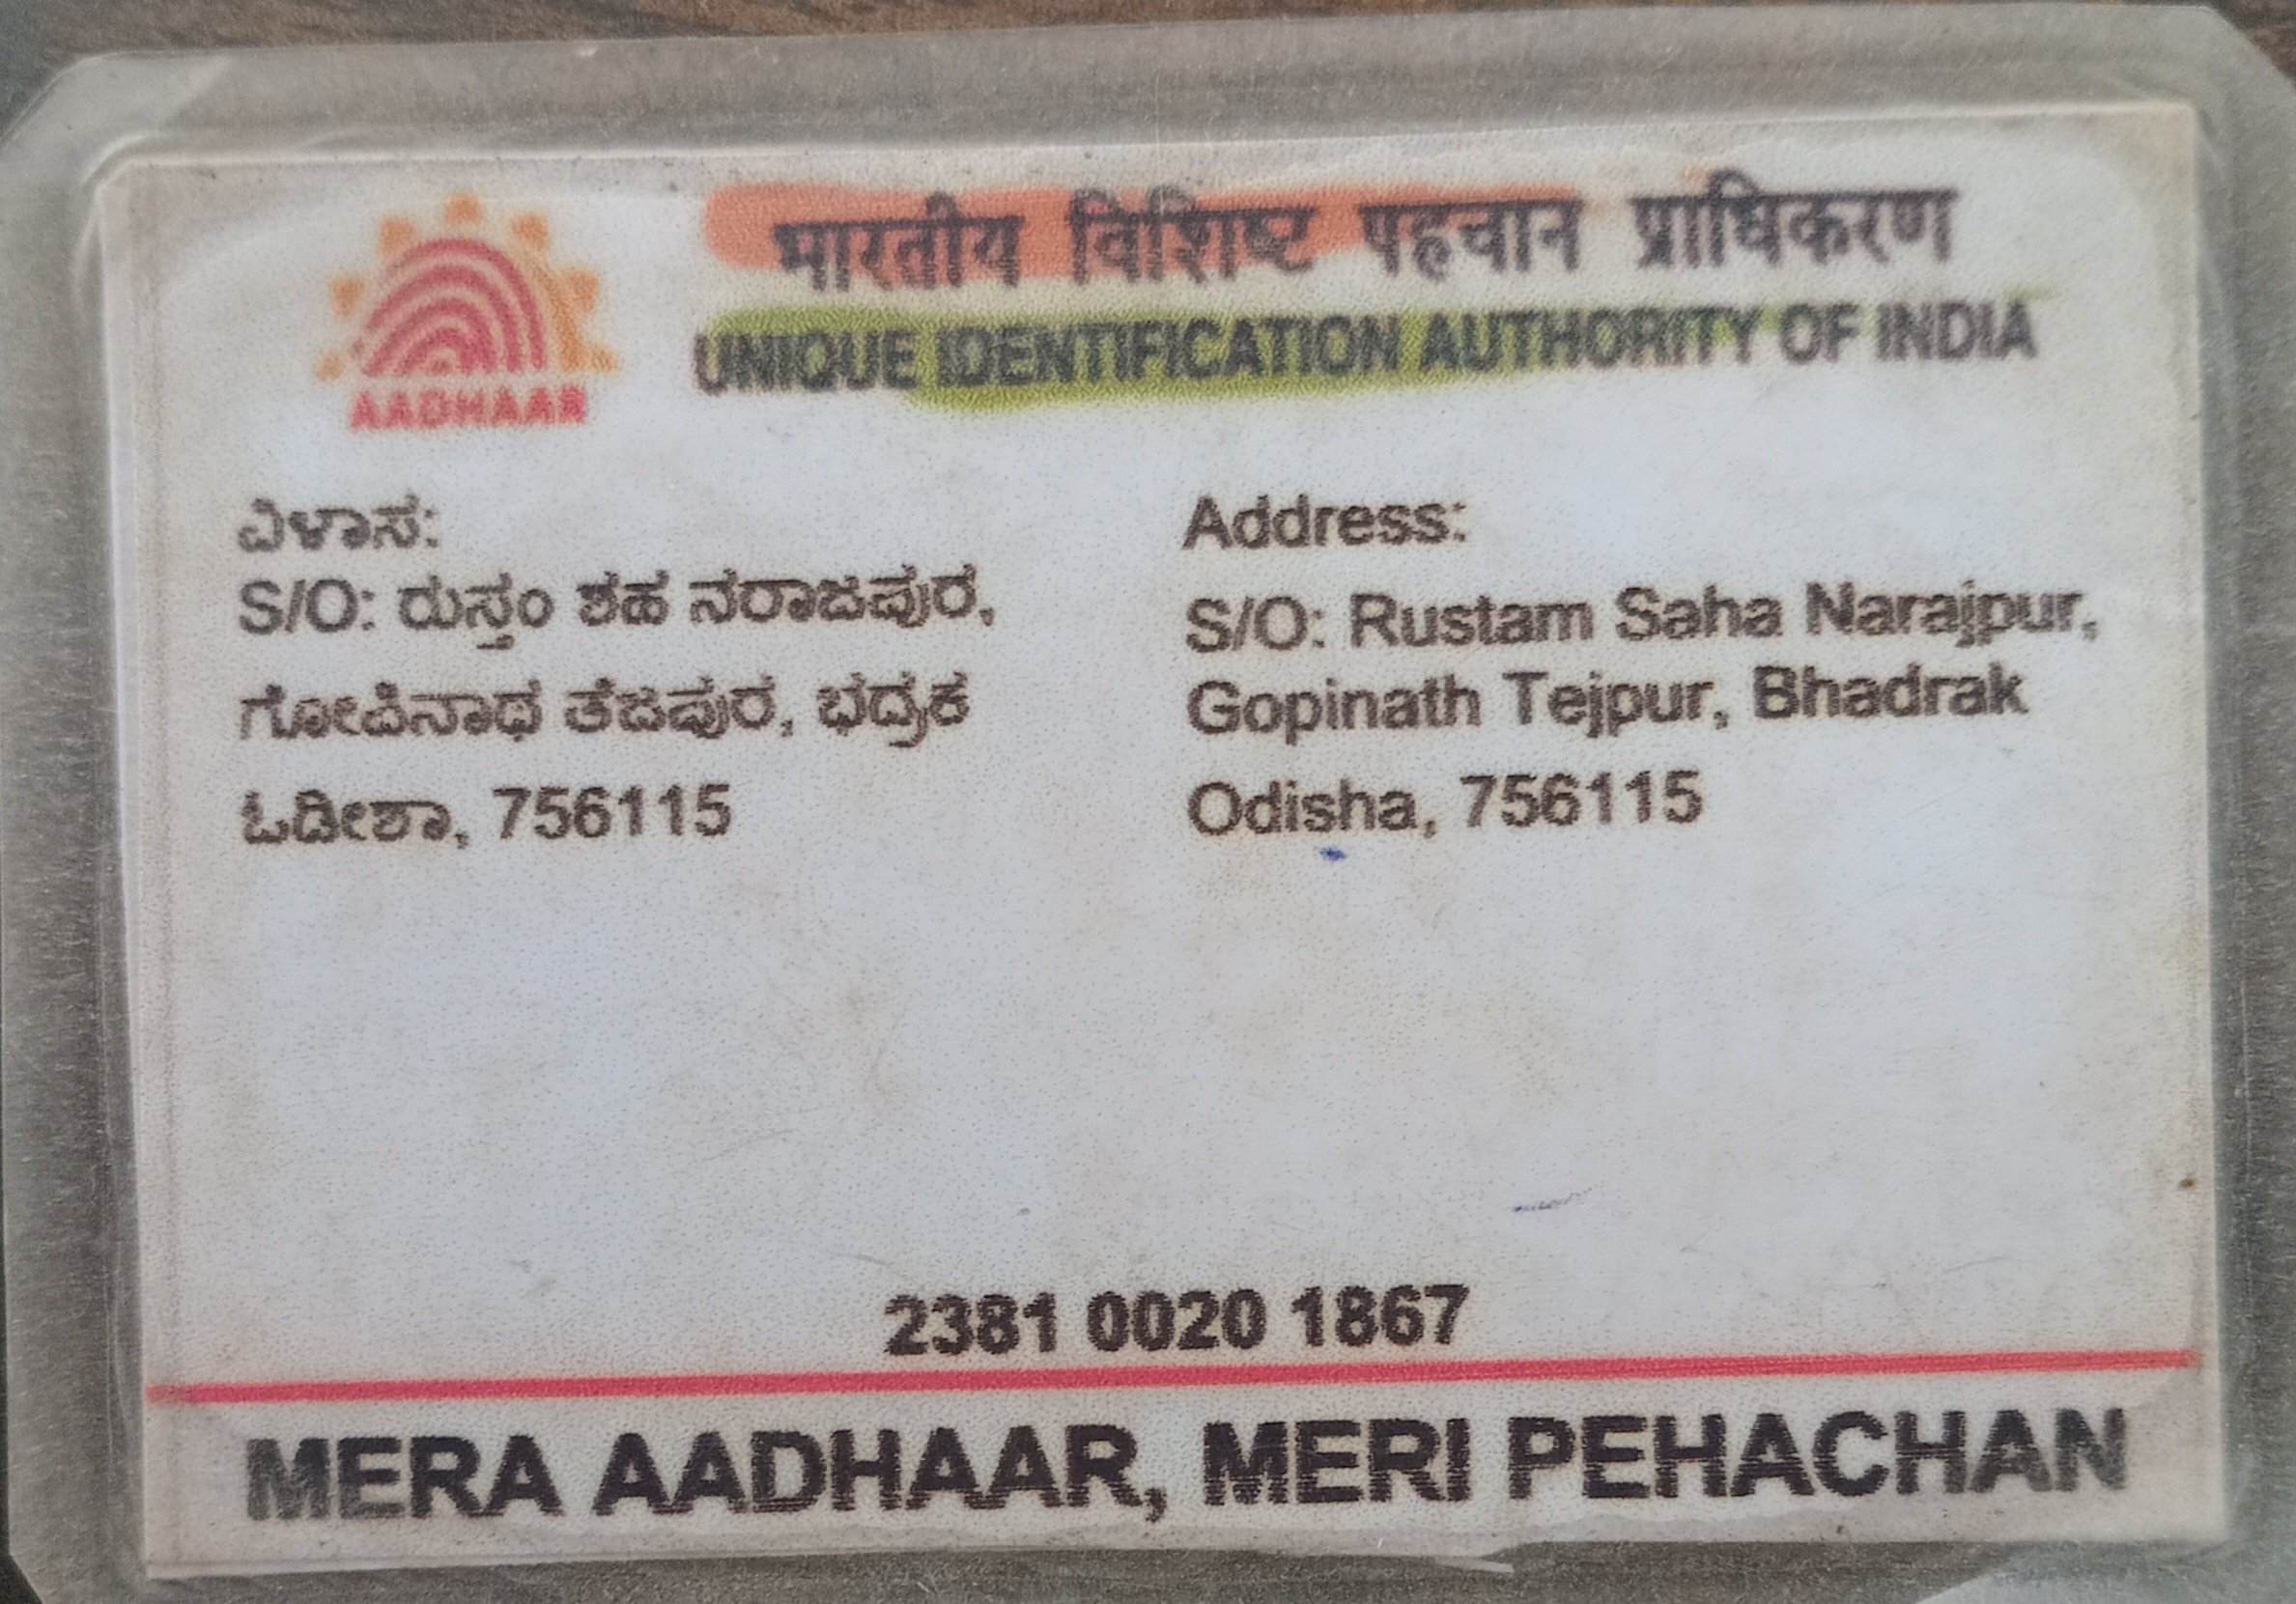 भारतीय विशिष्ट पहचान प्राधिकरण
UNIQUE IDENTIFICATION AUTHORITY OF INDIA
AADHAAR
ವಿಳಾಸ:
S/O: ರುಸ್ತಂ ಶಹ ನರಾಜಪುರ,
ಗೋಪಿನಾಥ ತೆಜಪುರ, ಭದ್ರಕ
ಓಡೀಶಾ, 756115
Address:
S/O: Rustam Saha Narajpur,
Gopinath Tejpur, Bhadrak
Odisha, 756115
2381 0020 1867
MERA AADHAAR, MERI PEHACHAN